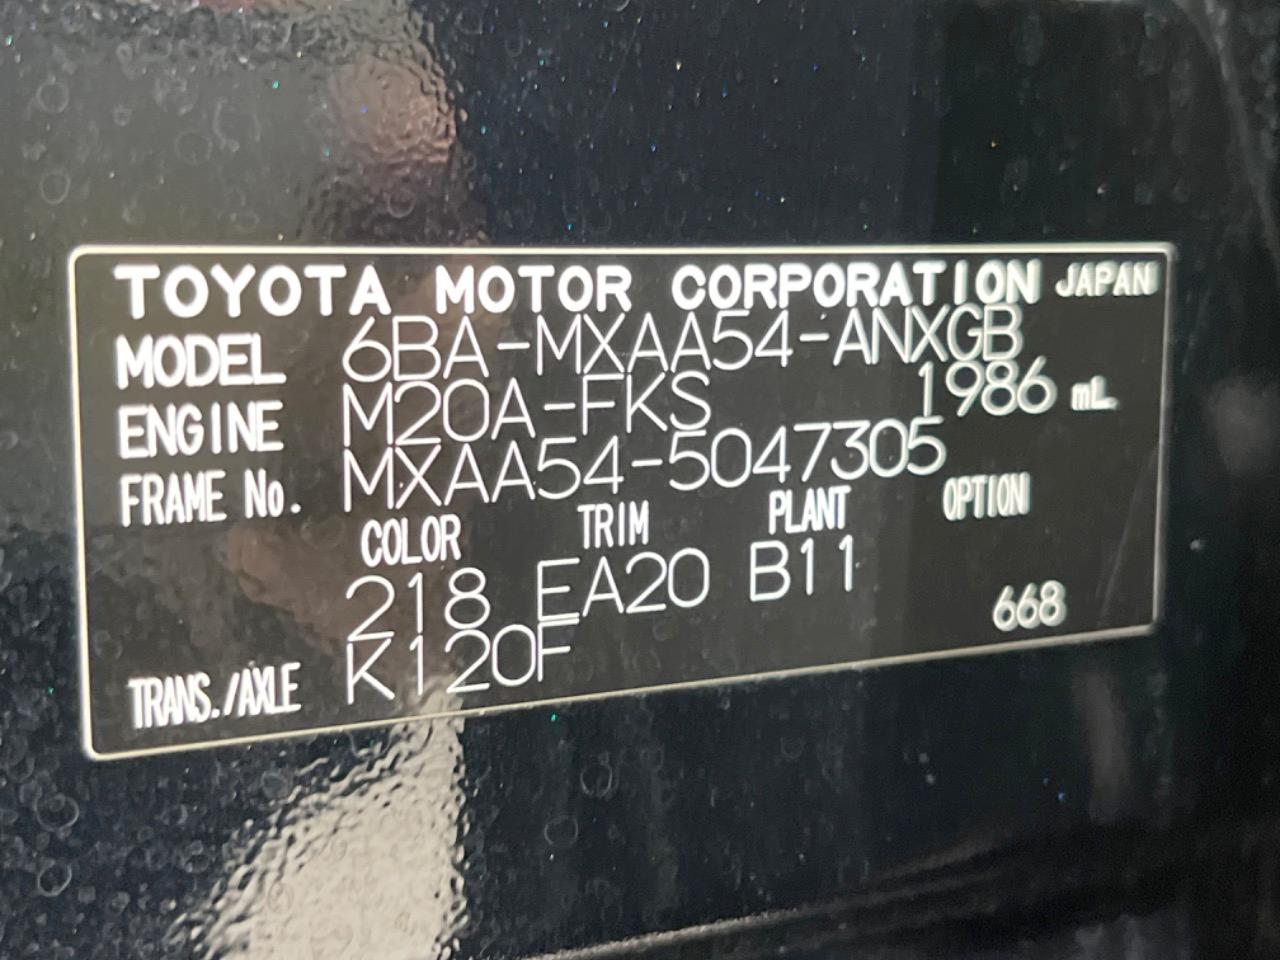 TOYOTA MOTOR CORPORATION JAPAN
MODEL 6BA-MXAA54-ANXGB
ENGINE M20A-FKS 1986 mL
FRAME No. MXAA54-5047305
COLOR TRIM PLANT OPTION
218 EA20 B11
TRANS./AXLE K120F 668